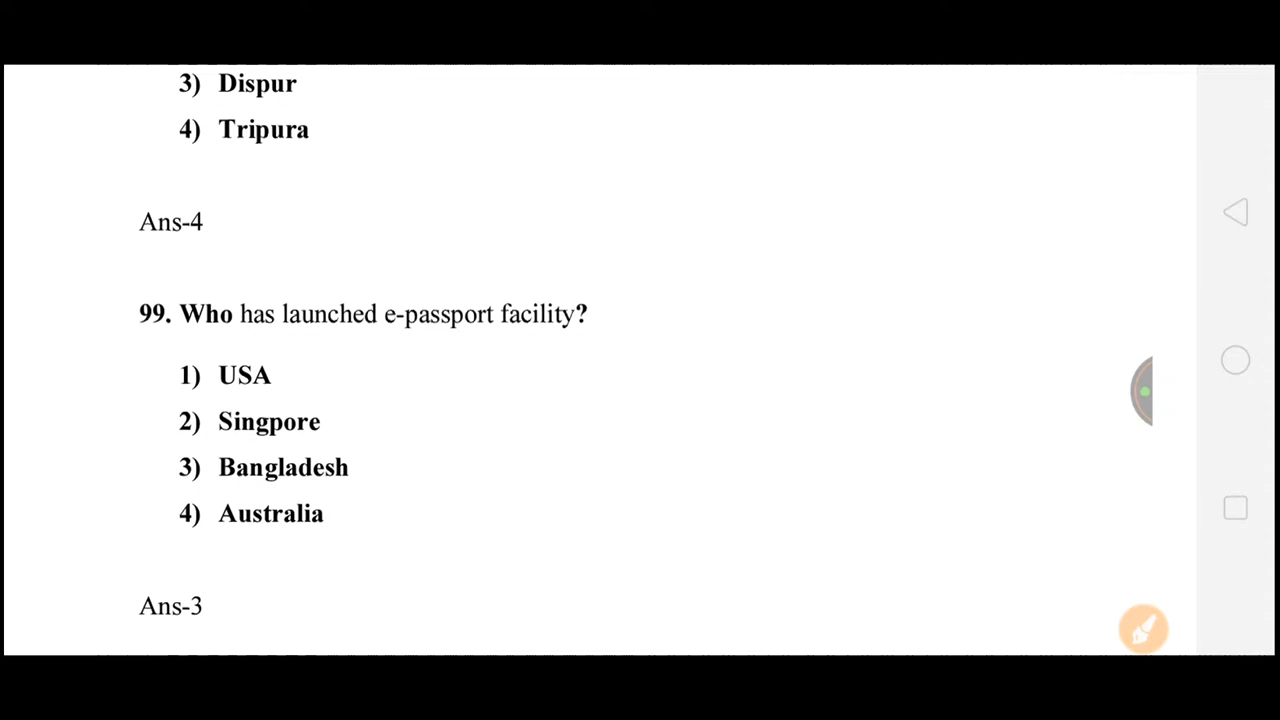 3) Dispur
4) Tripura
Ans-4
99. Who has launched e-passport facility?
1) USA
2) Singpore
3) Bangladesh
4) Australia
Ans-3